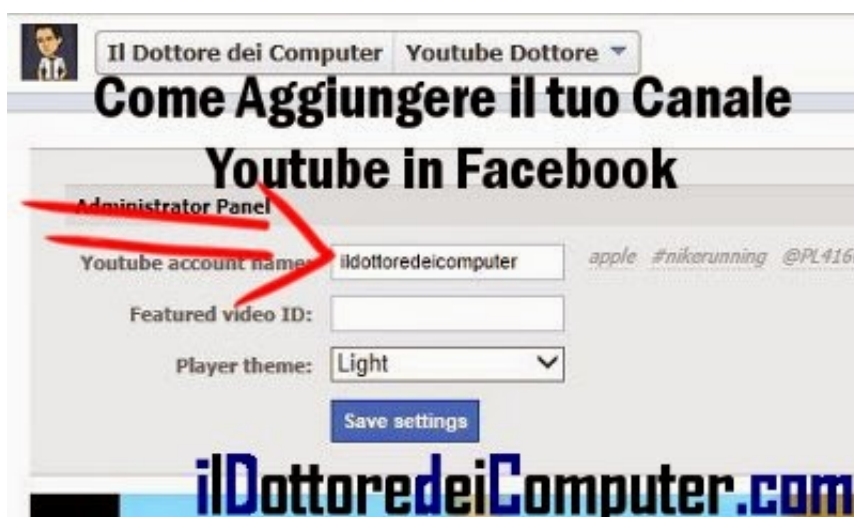 Il Dottore dei Computer Youtube Dottore
Come Aggiungere il tuo Canale
Youtube in Facebook
Administrator Panel
Youtube account name: ildottoredeicomputer apple #nikerunning @PL416
Featured video ID:
Player theme: Light
Save settings
ilDottoredeiComputer.com